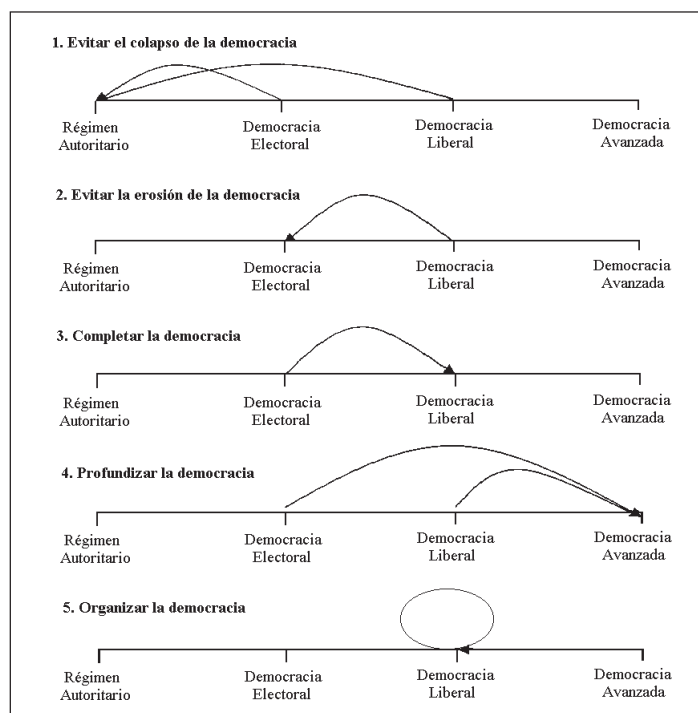 1. Evitar el colapso de la democracia
Régimen Autoritario
Democracia Electoral
Democracia Liberal
Democracia Avanzada
2. Evitar la erosión de la democracia
Régimen Autoritario
Democracia Electoral
Democracia Liberal
Democracia Avanzada
3. Completar la democracia
Régimen Autoritario
Democracia Electoral
Democracia Liberal
Democracia Avanzada
4. Profundizar la democracia
Régimen Autoritario
Democracia Electoral
Democracia Liberal
Democracia Avanzada
5. Organizar la democracia
Régimen Autoritario
Democracia Electoral
Democracia Liberal
Democracia Avanzada